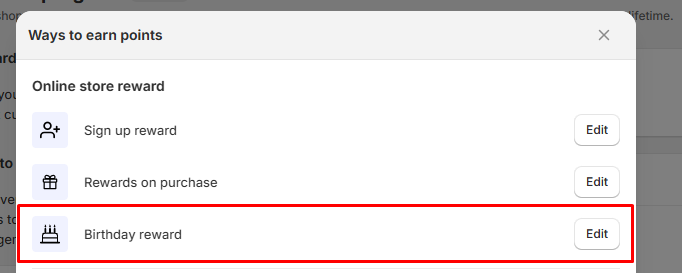 lifetime.
Ways to earn points
Online store reward
Sign up reward
Edit
Rewards on purchase
Edit
Birthday reward
Edit